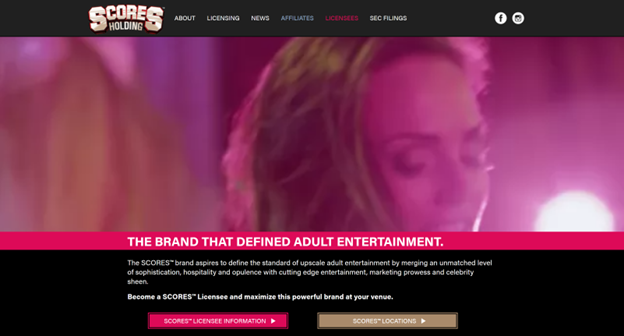 SCORES
HOLDING
ABOUT LICENSING NEWS AFFILIATES LICENSEES SEC FILINGS
THE BRAND THAT DEFINED ADULT ENTERTAINMENT.
The SCORES™ brand aspires to define the standard of upscale adult entertainment by merging an unmatched level
of sophistication, hospitality and opulence with cutting edge entertainment, marketing prowess and celebrity
sheen.
Become a SCORES™ Licensee and maximize this powerful brand at your venue.
SCORES™ LICENSEE INFORMATION ▶ SCORES™ LOCATIONS ▶